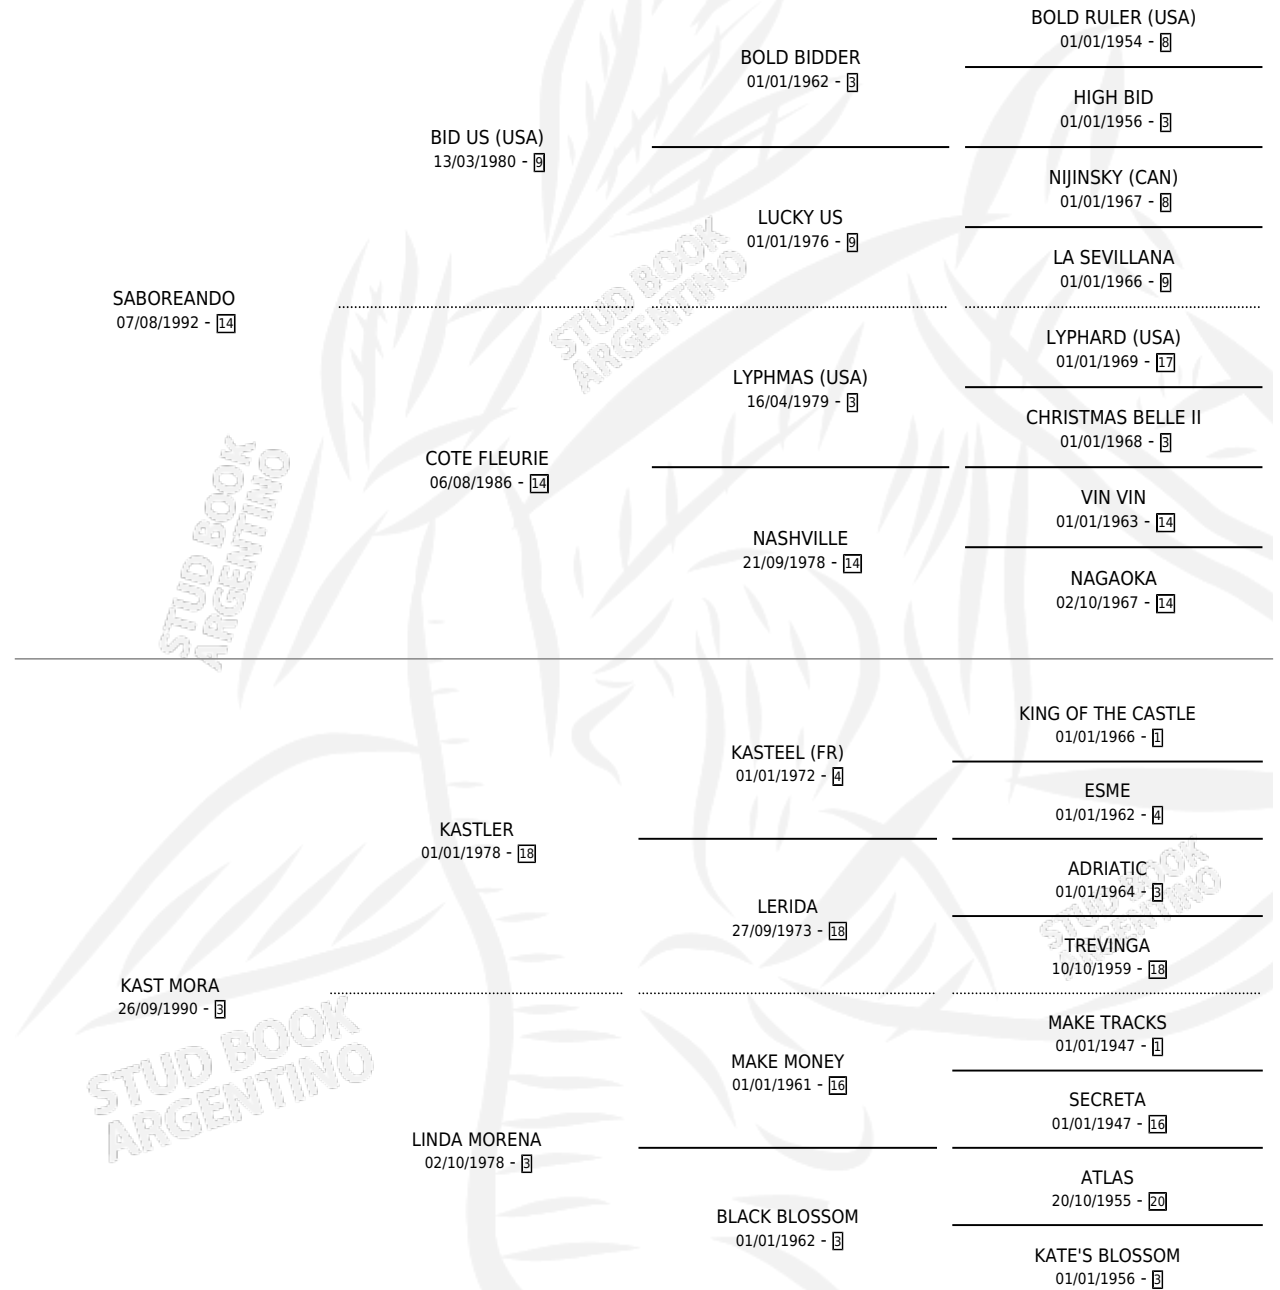 BOLD RULER (USA)
01/01/1954 - 8
BOLD BIDDER
01/01/1962 - 3
HIGH BID
01/01/1956 - 3
BID US (USA)
13/03/1980 - 9
NIJINSKY (CAN)
01/01/1967 - 8
LUCKY US
01/01/1976 - 9
LA SEVILLANA
01/01/1966 - 9
SABOREANDO
07/08/1992 - 14
STUD BOOK
ARGENTINO
LYPHARD (USA)
01/01/1969 - 17
LYPHMAS (USA)
16/04/1979 - 3
CHRISTMAS BELLE II
01/01/1968 - 3
COTE FLEURIE
06/08/1986 - 14
VIN VIN
01/01/1963 - 14
NASHVILLE
21/09/1978 - 14
NAGAOKA
02/10/1967 - 14
STUD BOOK
ARGENTINO
KING OF THE CASTLE
01/01/1966 - 1
KASTEEL (FR)
01/01/1972 - 4
ESME
01/01/1962 - 4
KASTLER
01/01/1978 - 18
ADRIATIC
01/01/1964 - 3
LERIDA
27/09/1973 - 18
STUD BOOK
ARGENTINO
TREVINGA
10/10/1959 - 18
KAST MORA
26/09/1990 - 3
STUD BOOK
ARGENTINO
MAKE TRACKS
01/01/1947 - 1
MAKE MONEY
01/01/1961 - 16
SECRETA
01/01/1947 - 16
LINDA MORENA
02/10/1978 - 3
ATLAS
20/10/1955 - 20
BLACK BLOSSOM
01/01/1962 - 3
KATE'S BLOSSOM
01/01/1956 - 3